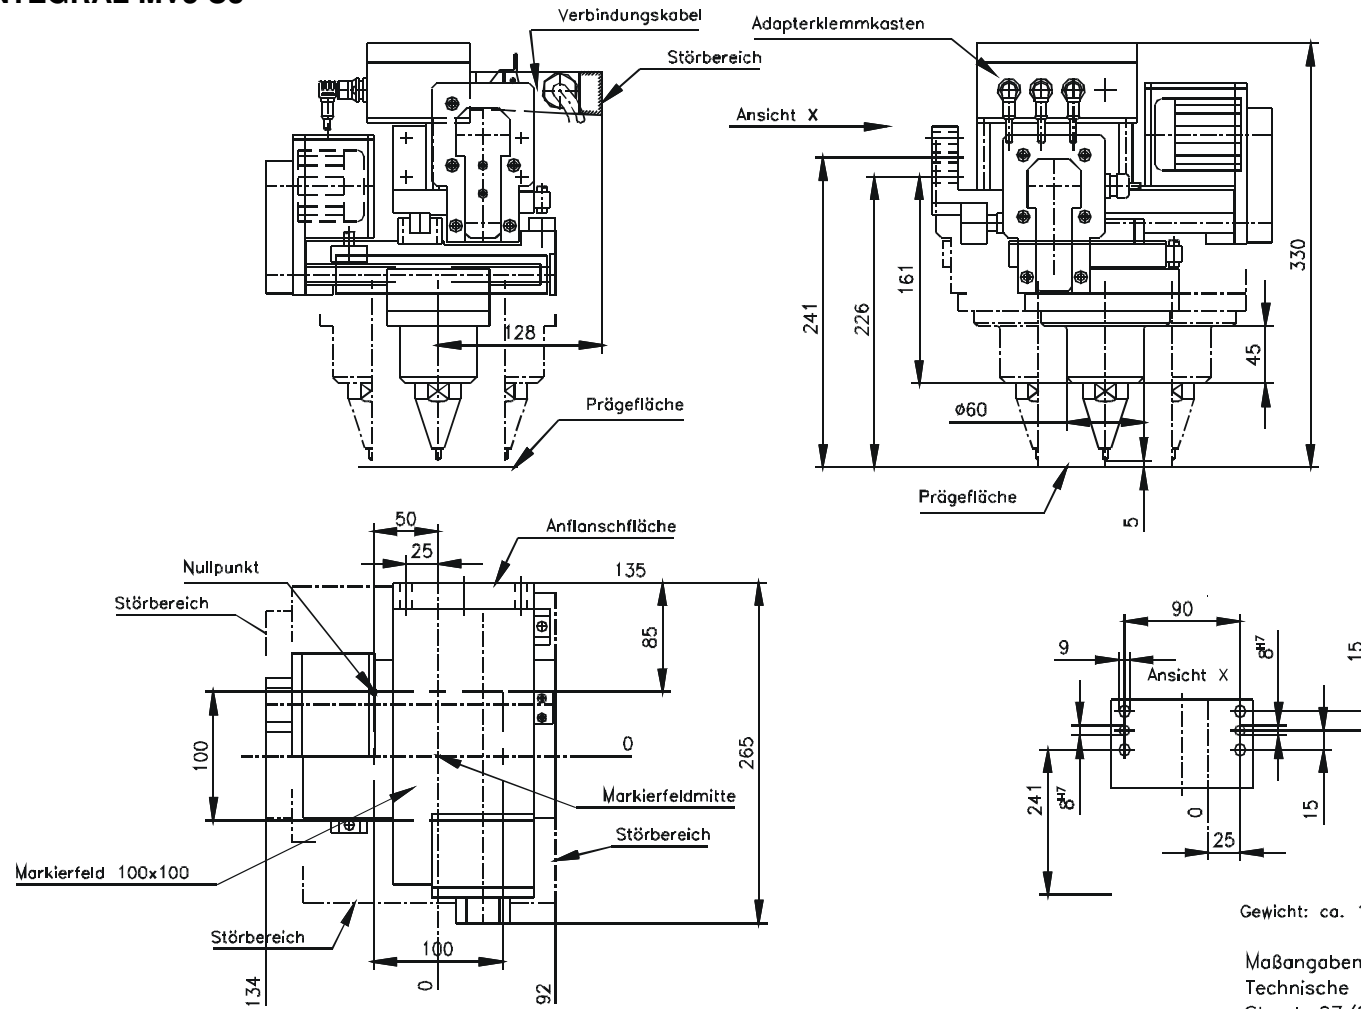 Verbindungskabel
Störbereich
Adapterklemmkasten
Ansicht X
128
Prägefläche
241
226
161
330
45
ø60
Prägefläche
5
50
25
Anflanschfläche
135
Nullpunkt
Störbereich
85
100
0
265
Markierfeldmitte
Störbereich
Markierfeld 100x100
Störbereich
100
134
0
92
90
9
8H7
15
Ansicht X
241
8H7
0
15
25
Gewicht: ca.
Maßangaben
Technische